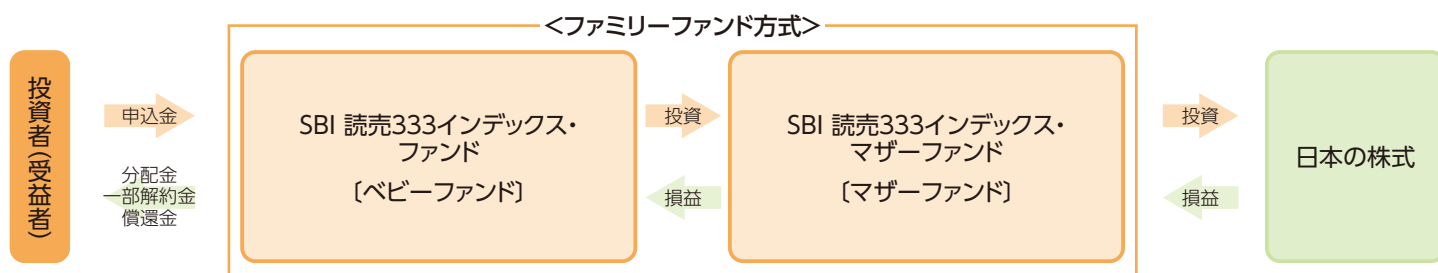 <ファミリーファンド方式>
投資者(受益者)
申込金
分配金
一部解約金
償還金
SBI 読売333インデックス・
ファンド
〔ベビーファンド〕
投資
損益
SBI 読売333インデックス・
マザーファンド
〔マザーファンド〕
投資
損益
日本の株式